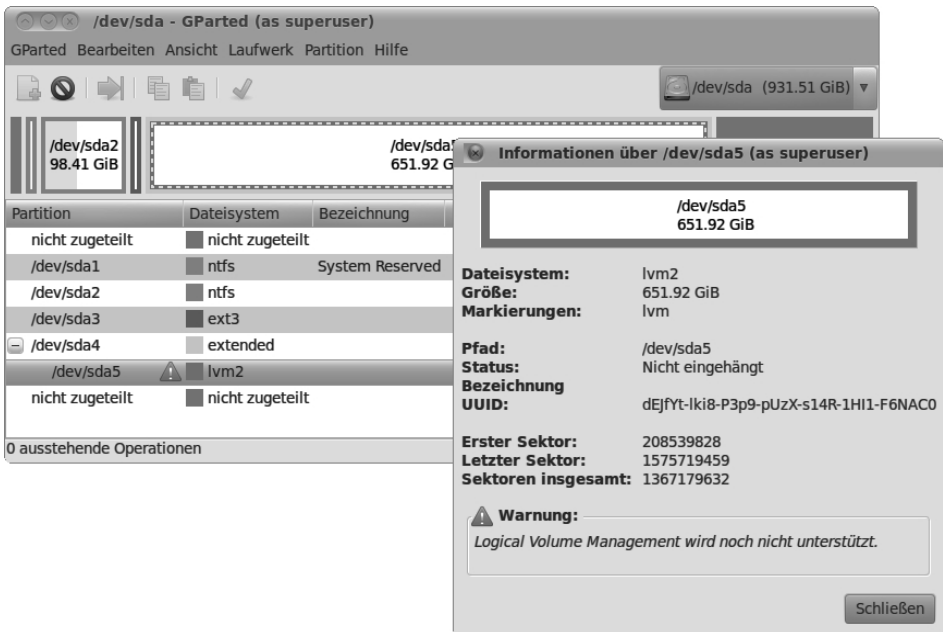 /dev/sda - GParted (as superuser)
GParted Bearbeiten Ansicht Laufwerk Partition Hilfe
/dev/sda (931.51 GiB)
/dev/sda2
98.41 GiB
/dev/sda5
651.92 G
Partition Dateisystem Bezeichnung
nicht zugeteilt nicht zugeteilt
/dev/sda1 ntfs System Reserved
/dev/sda2 ntfs
/dev/sda3 ext3
/dev/sda4 extended
/dev/sda5 lvm2
nicht zugeteilt nicht zugeteilt
0 ausstehende Operationen
Informationen über /dev/sda5 (as superuser)
/dev/sda5
651.92 GiB
Dateisystem: lvm2
Größe: 651.92 GiB
Markierungen: lvm
Pfad: /dev/sda5
Status: Nicht eingehängt
Bezeichnung
UUID: dEJfYt-lki8-P3p9-pUzX-s14R-1HI1-F6NAC0
Erster Sektor: 208539828
Letzter Sektor: 1575719459
Sektoren insgesamt: 1367179632
Warnung:
Logical Volume Management wird noch nicht unterstützt.
Schließen